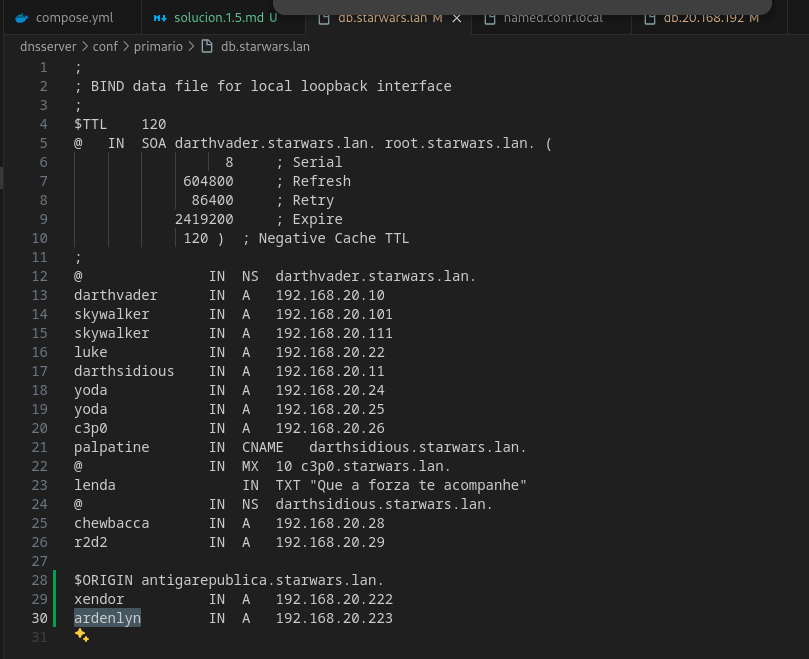 compose.yml
solucion.1.5.md U
db.starwars.lan M
named.conf.local
db.20.168.192 M
dnsserver > conf > primario > db.starwars.lan
1 ;
2 ; BIND data file for local loopback interface
3 ;
4 $TTL 120
5 @ IN SOA darthvader.starwars.lan. root.starwars.lan. (
6 8 ; Serial
7 604800 ; Refresh
8 86400 ; Retry
9 2419200 ; Expire
10 120 ) ; Negative Cache TTL
11 ;
12 @ IN NS darthvader.starwars.lan.
13 darthvader IN A 192.168.20.10
14 skywalker IN A 192.168.20.101
15 skywalker IN A 192.168.20.111
16 luke IN A 192.168.20.22
17 darthsidious IN A 192.168.20.11
18 yoda IN A 192.168.20.24
19 yoda IN A 192.168.20.25
20 c3p0 IN A 192.168.20.26
21 palpatine IN CNAME darthsidious.starwars.lan.
22 @ IN MX 10 c3p0.starwars.lan.
23 lenda IN TXT "Que a forza te acompanhe"
24 @ IN NS darthsidious.starwars.lan.
25 chewbacca IN A 192.168.20.28
26 r2d2 IN A 192.168.20.29
27
28 $ORIGIN antigarepublica.starwars.lan.
29 xendor IN A 192.168.20.222
30 ardenlyn IN A 192.168.20.223
31